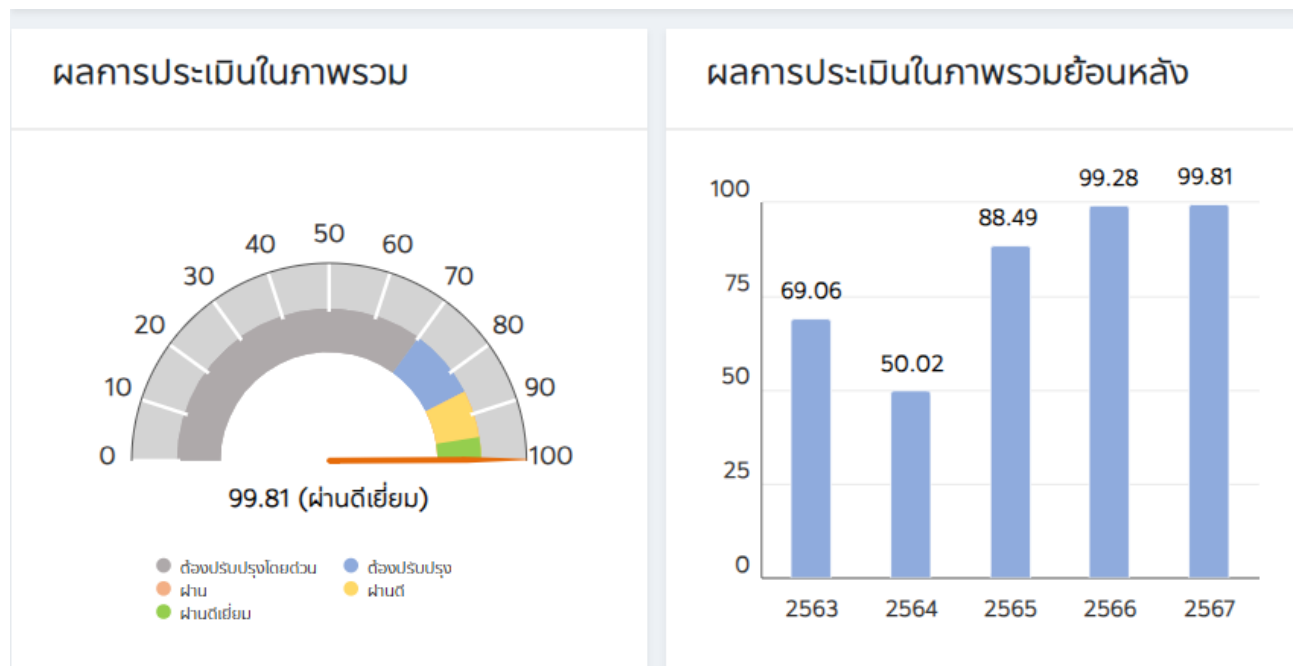 ผลการประเมินในภาพรวม
50
40
60
30
70
20
80
10
90
0
100
99.81 (ผ่านดีเยี่ยม)
ต้องปรับปรุงโดยด่วน
ต้องปรับปรุง
ผ่าน
ผ่านดี
ผ่านดีเยี่ยม
ผลการประเมินในภาพรวมย้อนหลัง
100
75
50
25
0
69.06
50.02
88.49
99.28
99.81
2563 2564 2565 2566 2567